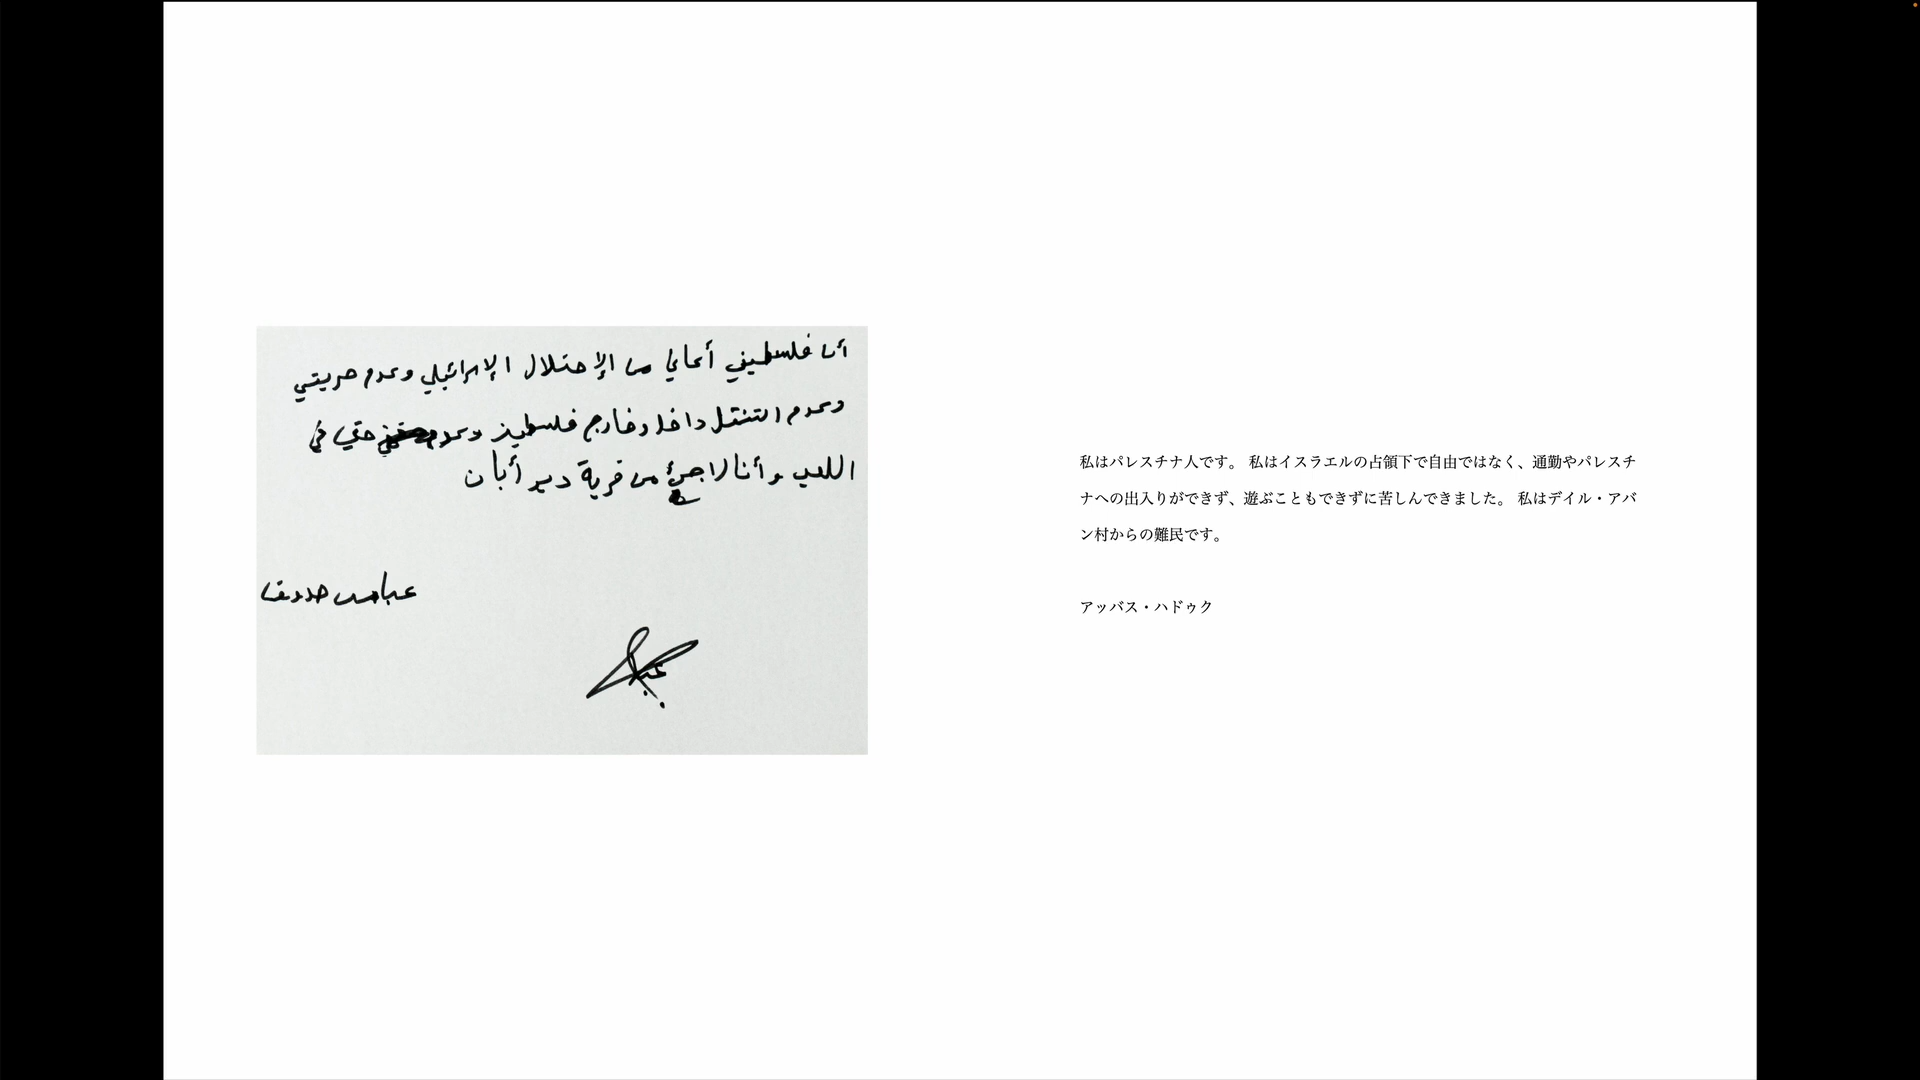 أنا فلسطيني أعاني من الإحتلال الإسرائيلي وعدم حريتي
وعدم التنقل داخل وخارج فلسطين وعدم حتى في
اللعب وأنا لاجئ من قرية دير أبان
عباس
私はパレスチナ人です。 私はイスラエルの占領下で自由ではなく、通勤やパレスチ
ナへの出入りができず、遊ぶこともできずに苦しんできました。 私はデイル・アバ
ン村からの難民です。
アッバス・ハドゥク